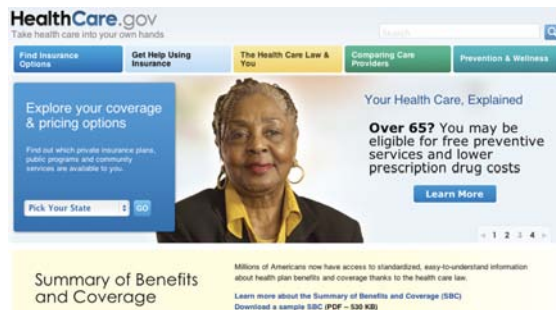 HealthCare.gov
Take health care into your own hands
Search
Find Insurance
Options
Get Help Using
Insurance
The Health Care Law &
You
Comparing Care
Providers
Prevention & Wellness
Explore your coverage
& pricing options
Find out which private insurance plans,
public programs and community
services are available to you.
Pick Your State
GO
Your Health Care, Explained
Over 65? You may be
eligible for free preventive
services and lower
prescription drug costs
Learn More
1 2 3 4
Summary of Benefits
and Coverage
Millions of Americans now have access to standardized, easy-to-understand information
about health plan benefits and coverage thanks to the health care law.
Learn more about the Summary of Benefits and Coverage (SBC)
Download a sample SBC (PDF – 530 KB)